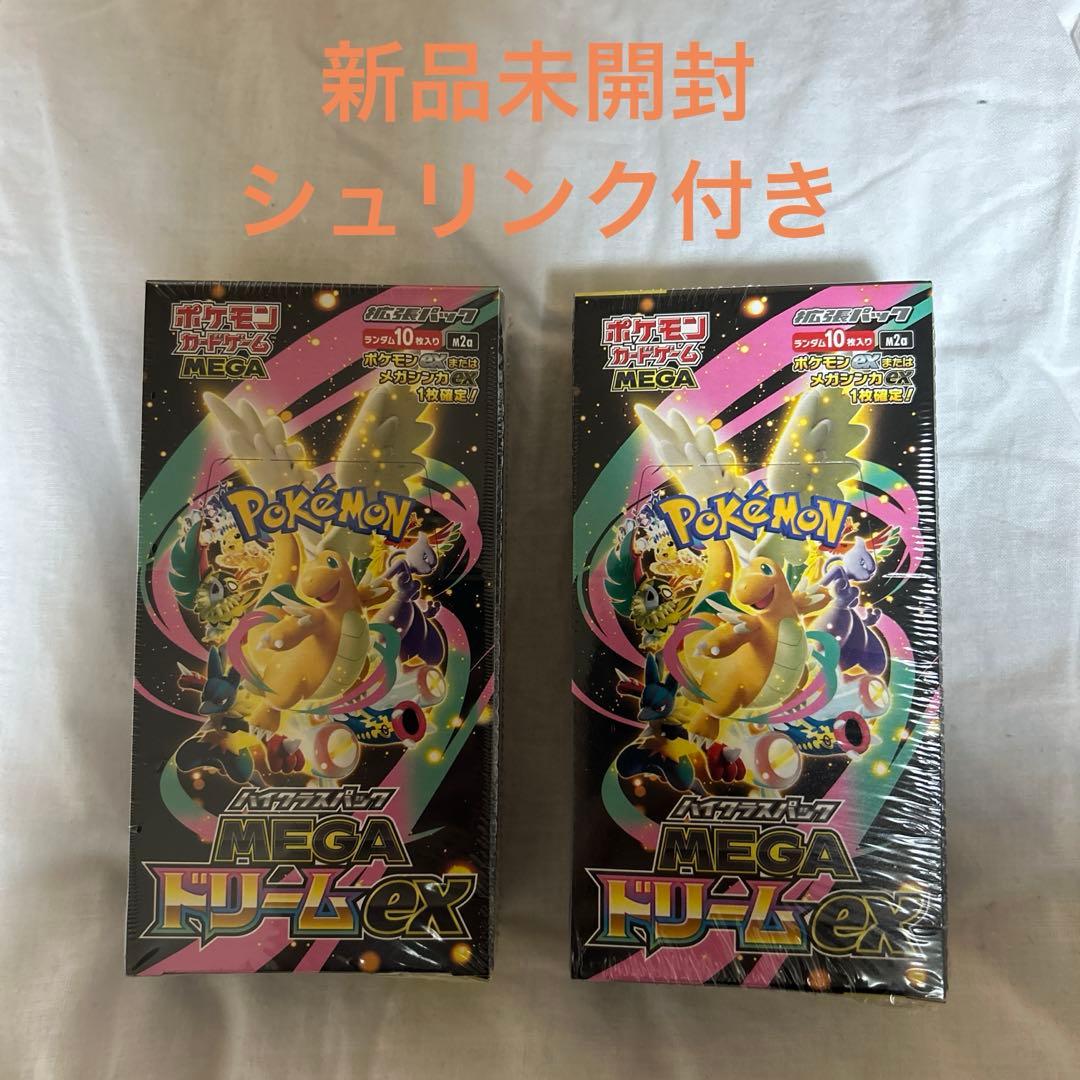 新品未開封
シュリンク付き
ポケモン
カードゲーム
MEGA
拡張パック
ランダム10枚入り M2a
ポケモンexまたは
メガシンカex
1枚確定!
POKéMON
ハイクラスパック
MEGA
ドリームex
ポケモン
カードゲーム
MEGA
拡張パック
ランダム10枚入り M2a
ポケモンexまたは
メガシンカex
1枚確定!
POKéMON
ハイクラスパック
MEGA
ドリームex